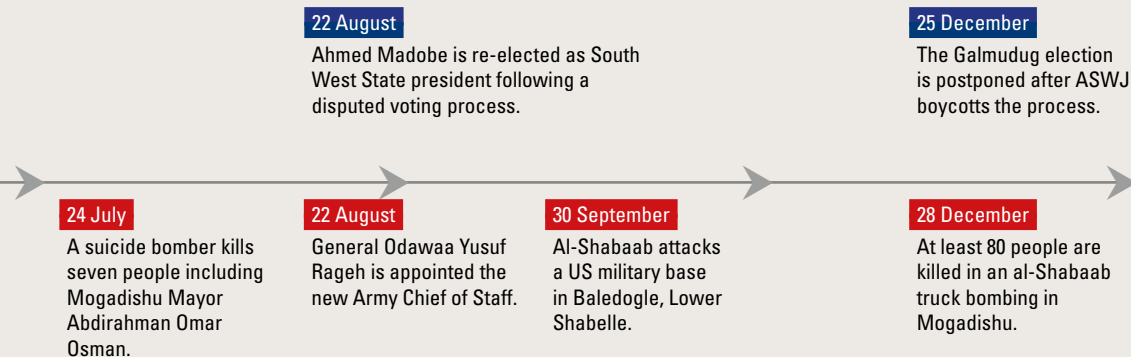 22 August
Ahmed Madobe is re-elected as South
West State president following a
disputed voting process.
25 December
The Galmudug election
is postponed after ASWJ
boycotts the process.
24 July
A suicide bomber kills
seven people including
Mogadishu Mayor
Abdirahman Omar
Osman.
22 August
General Odawaa Yusuf
Rageh is appointed the
new Army Chief of Staff.
30 September
Al-Shabaab attacks
a US military base
in Baledogle, Lower
Shabelle.
28 December
At least 80 people are
killed in an al-Shabaab
truck bombing in
Mogadishu.